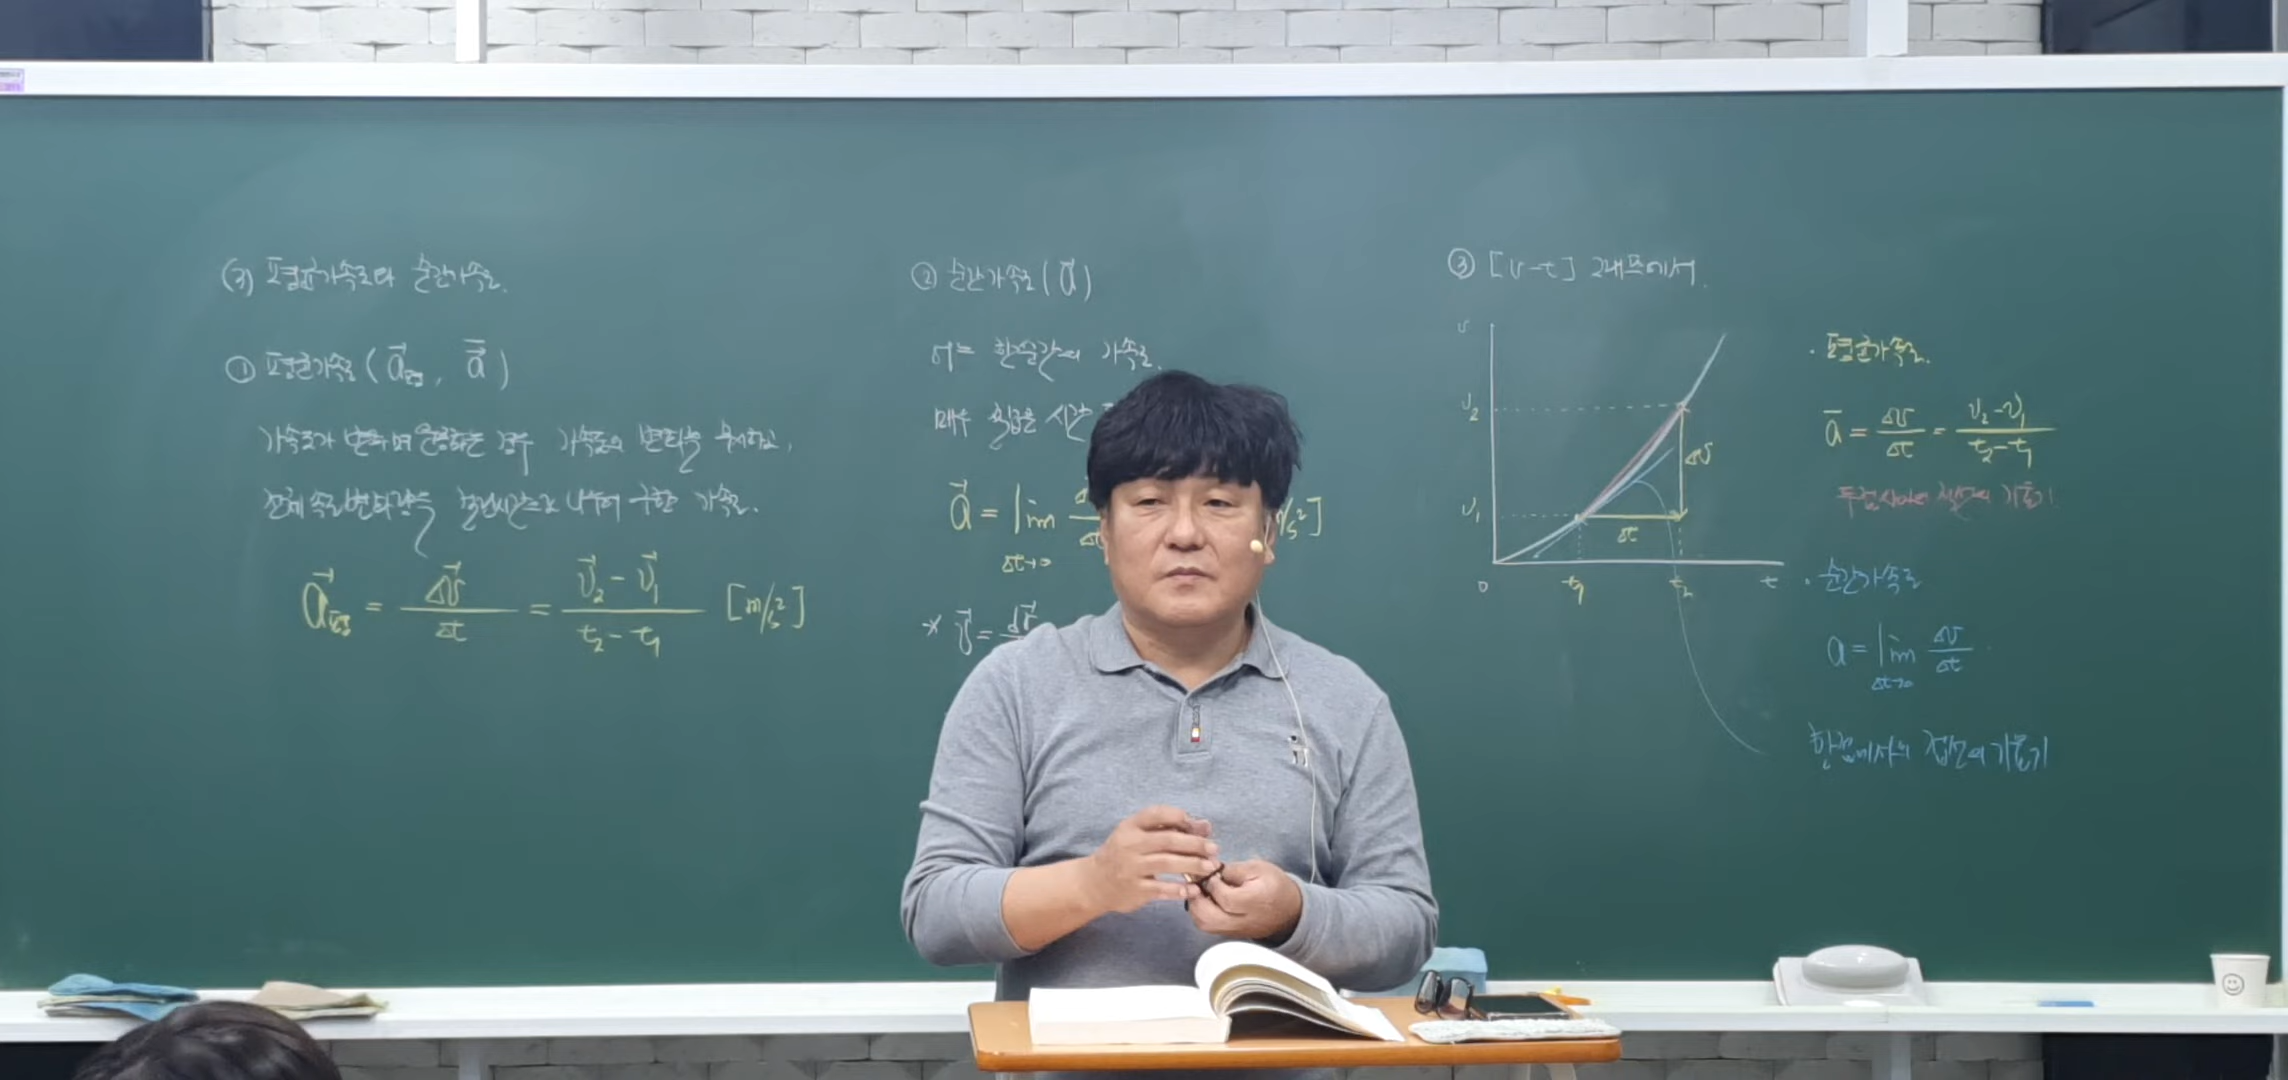 (3) 평균가속도와 순간가속도.
① 평균가속도 ( a⃗평균, a⃗̄ )
가속도가 변하며 운동하는 경우 가속도의 변화를 무시하고,
전체 속도변화량을 걸린시간으로 나누어 구한 가속도.
a⃗평균 = Δv⃗/Δt = (v⃗₂ - v⃗₁)/(t₂ - t₁) [m/s²]
② 순간가속도 ( a⃗ )
어느 한순간의 가속도.
매우 짧은 시간
a⃗ = lim Δt→0
/s²]
* v⃗ =
③ [v-t] 그래프에서.
v
v₂
v₁
Δv
Δt
0
t₁
t₂
t
· 평균가속도.
ā = Δv/Δt = (v₂-v₁)/(t₂-t₁)
두점사이의 직선의 기울기
· 순간가속도
a = lim Δt→0 Δv/Δt
한점에서의 접선의 기울기